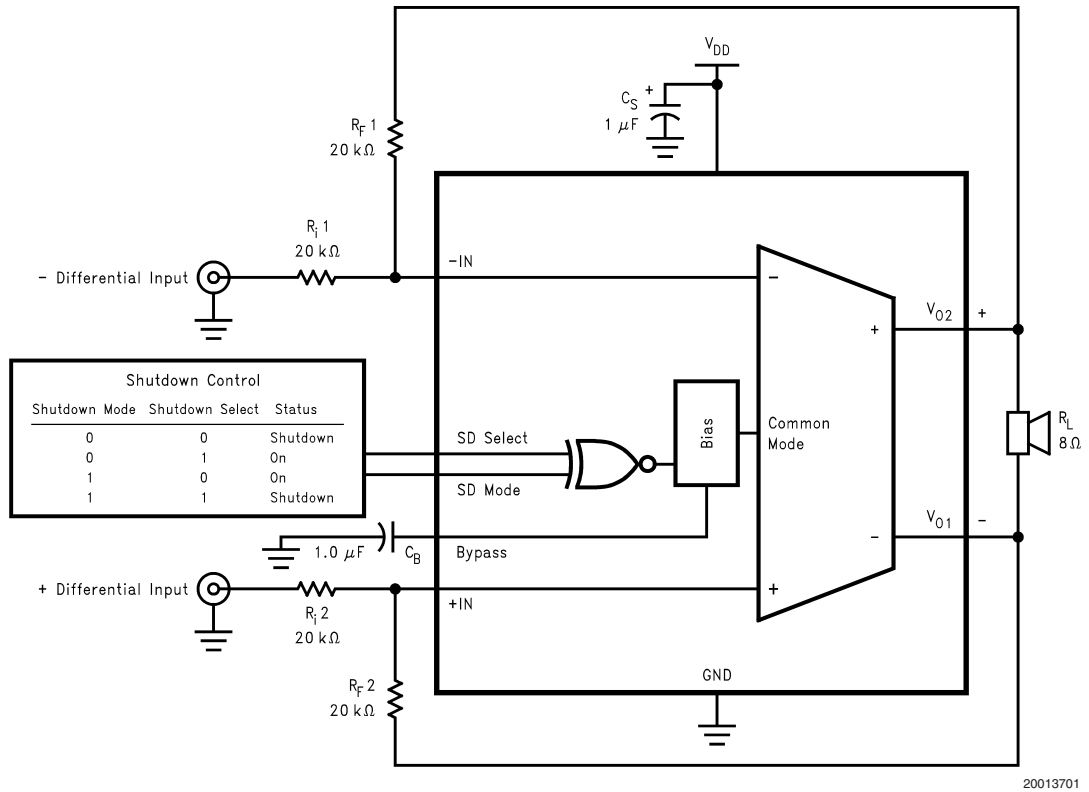 V_DD
C_S +
1 μF
R_F 1
20 kΩ
R_i 1
20 kΩ
-IN
- Differential Input
−
V_O2 +
+
Shutdown Control
Shutdown Mode Shutdown Select Status
0 0 Shutdown
0 1 On
1 0 On
1 1 Shutdown
SD Select
SD Mode
Bias
Common
Mode
R_L
8 Ω
V_O1 −
−
1.0 μF C_B
Bypass
+ Differential Input
+
+IN
R_i 2
20 kΩ
R_F 2
20 kΩ
GND
20013701